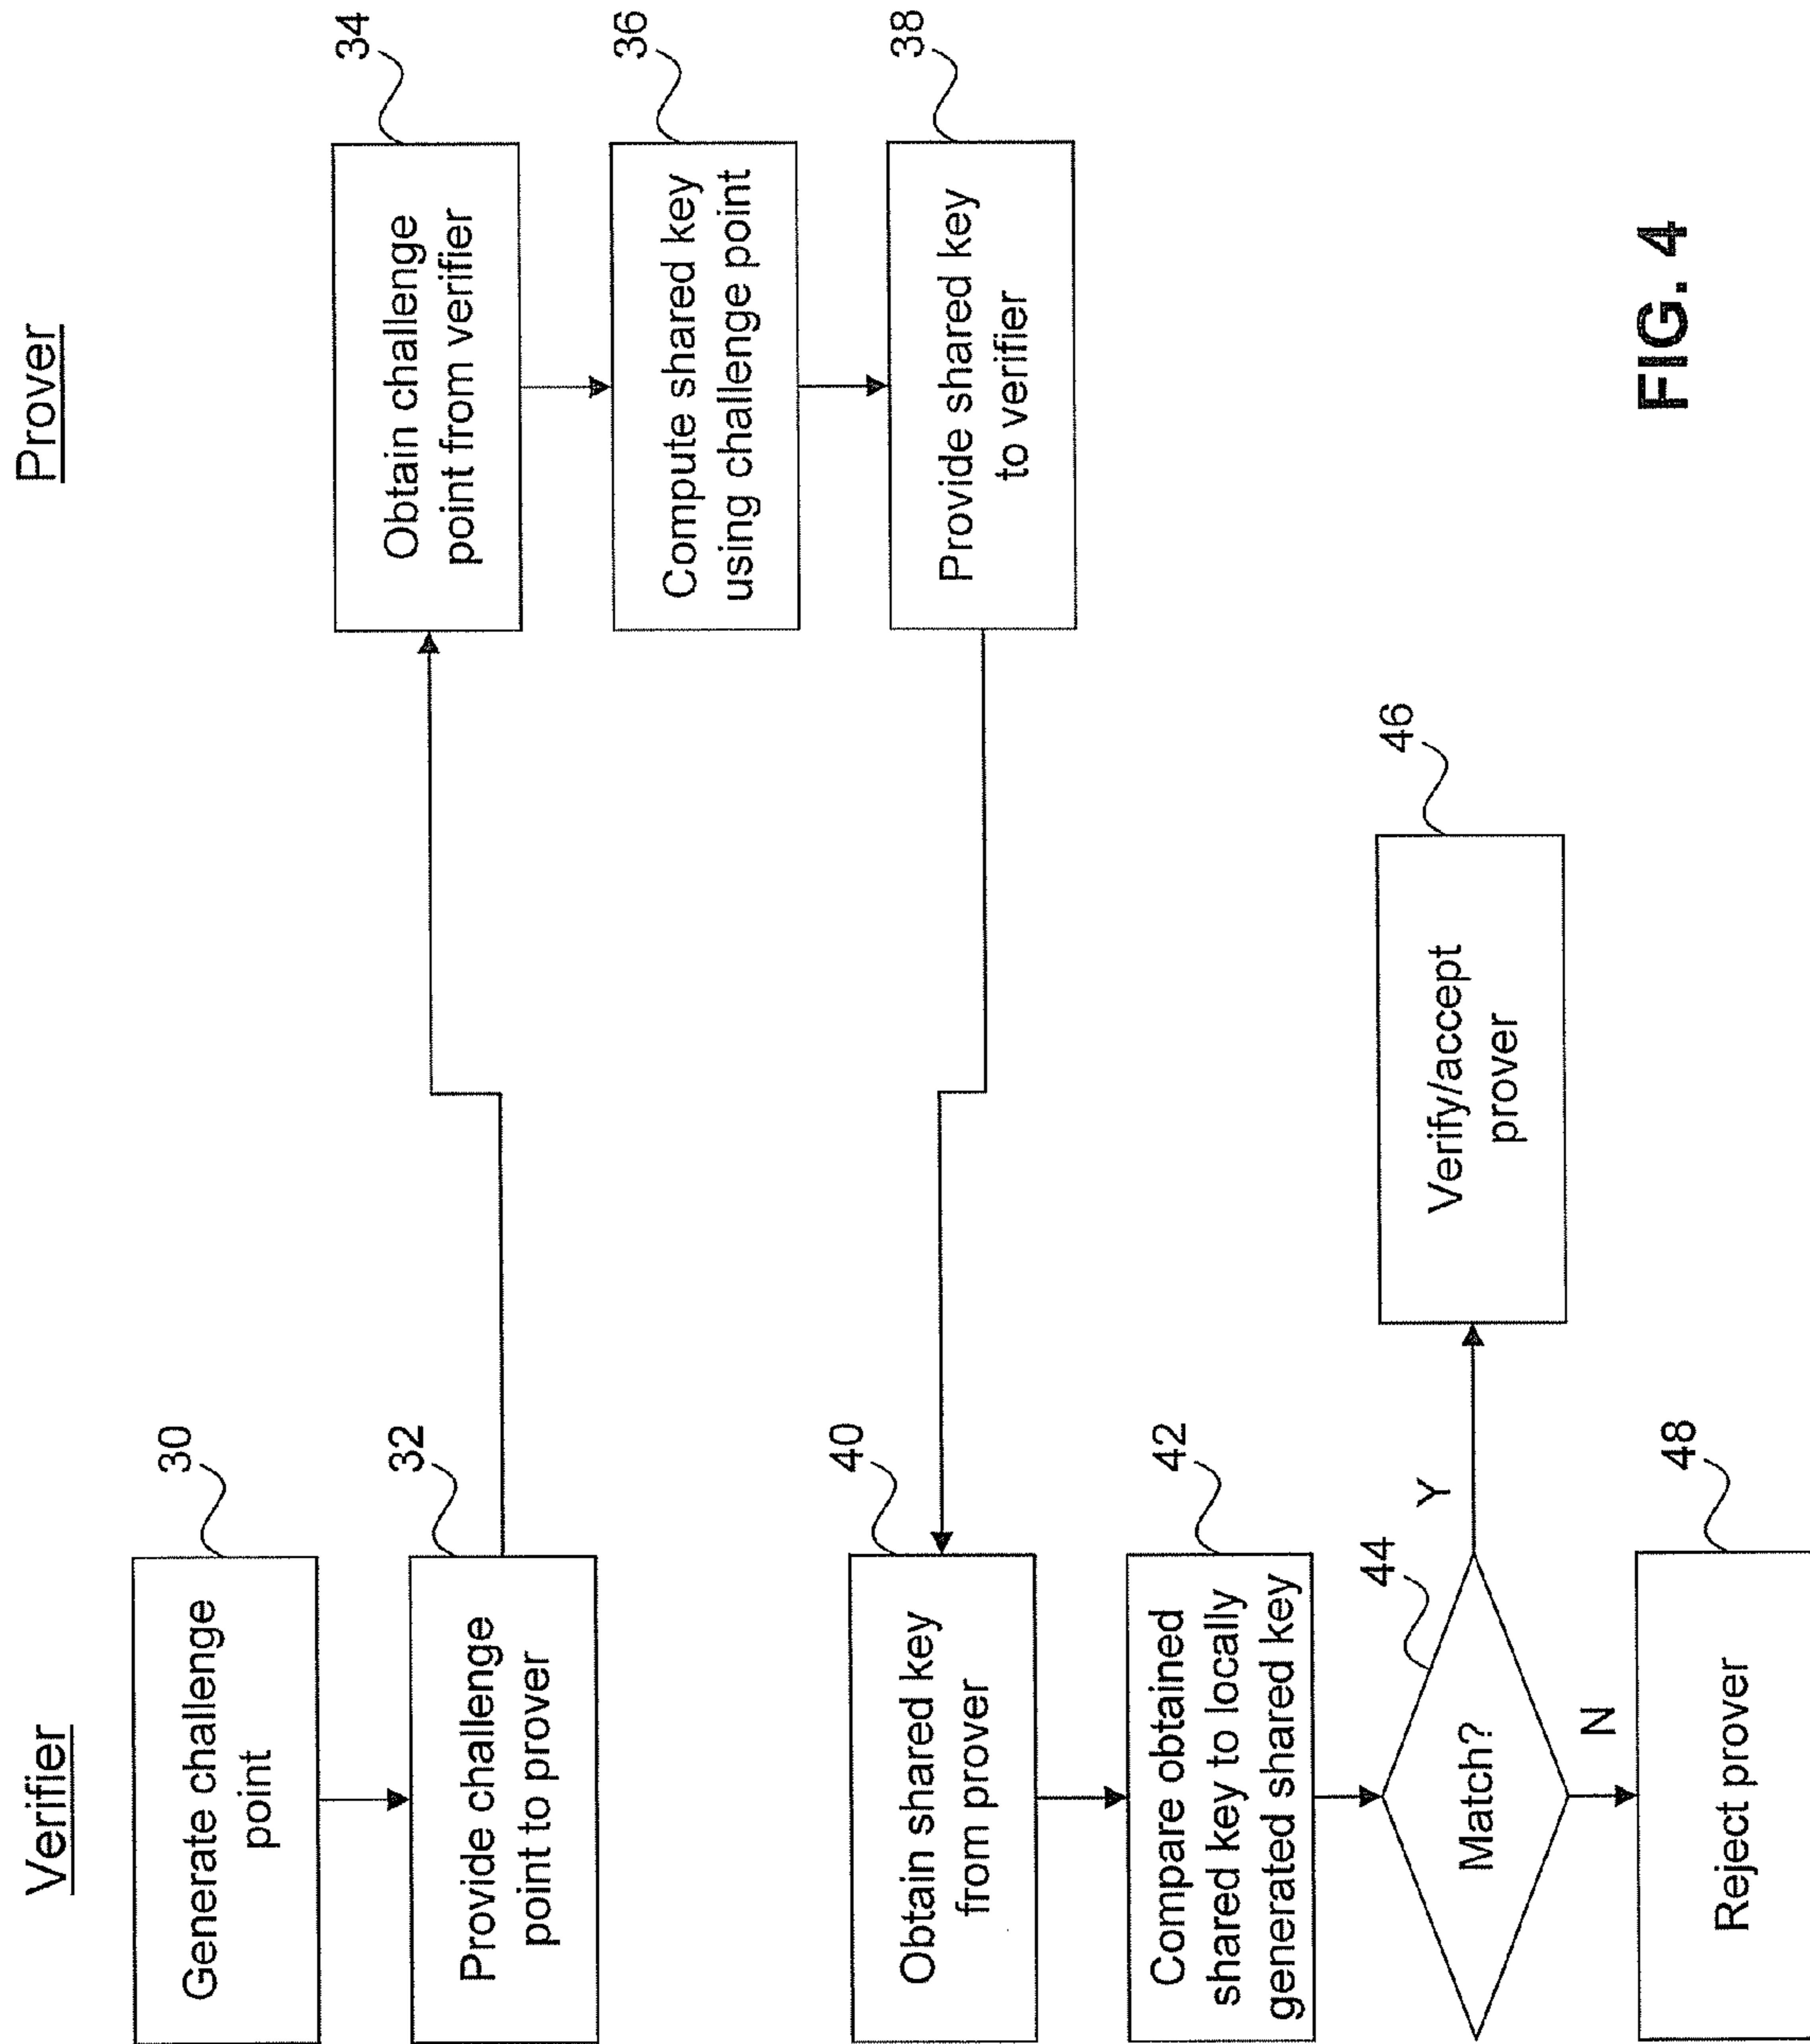 Verifier
Prover
30
Generate challenge
point
32
Provide challenge
point to prover
34
Obtain challenge
point from verifier
36
Compute shared key
using challenge point
38
Provide shared key
to verifier
40
Obtain shared key
from prover
42
Compare obtained
shared key to locally
generated shared key
44
Match?
Y
46
Verify/accept
prover
N
48
Reject prover
FIG. 4